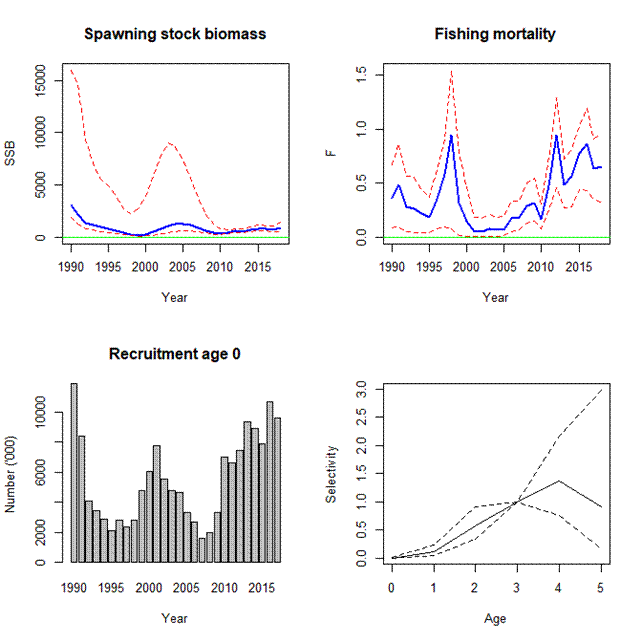 Spawning stock biomass
SSB
0
5000
10000
15000
1990 1995 2000 2005 2010 2015
Year
Fishing mortality
F
0.0
0.5
1.0
1.5
1990 1995 2000 2005 2010 2015
Year
Recruitment age 0
Number ('000)
0
2000
6000
10000
1990 1995 2000 2005 2010 2015
Year
Selectivity
0.0
0.5
1.0
1.5
2.0
2.5
3.0
0 1 2 3 4 5
Age